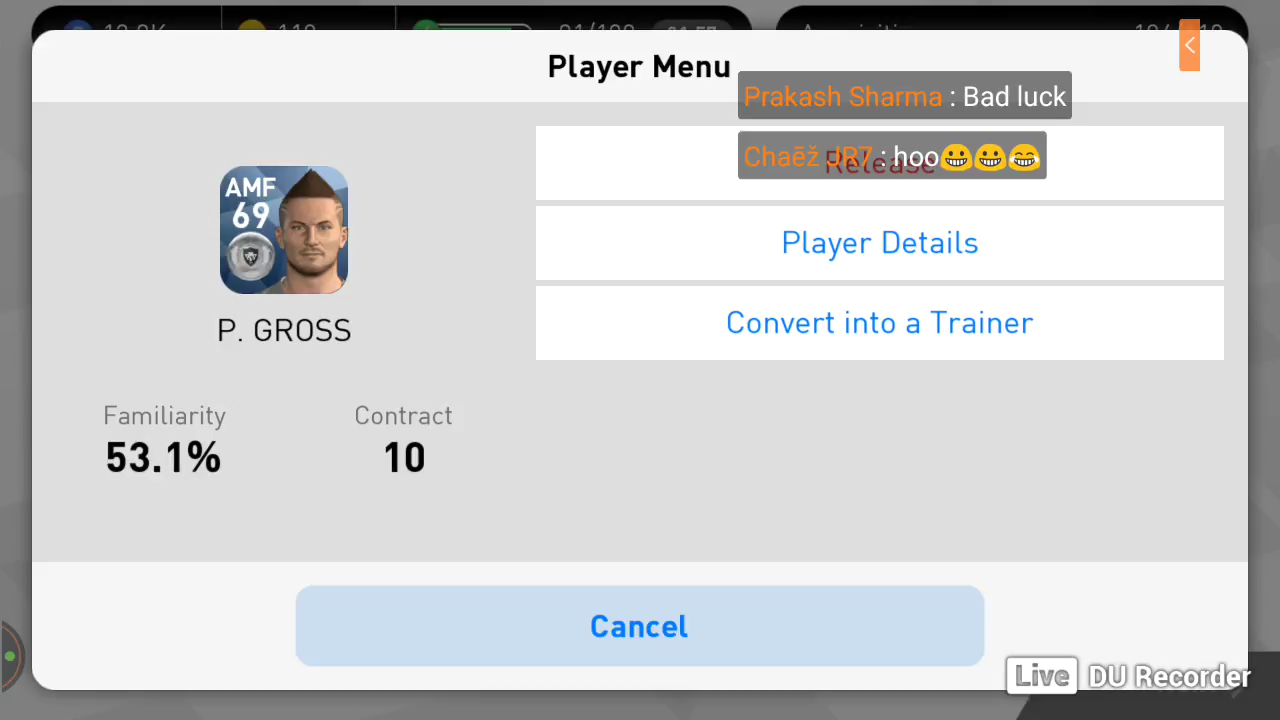 Player Menu
Prakash Sharma : Bad luck
Chaēž JR7 : hoo😀😀😂
Release
AMF
69
Player Details
P. GROSS
Convert into a Trainer
Familiarity
Contract
53.1%
10
Cancel
Live DU Recorder